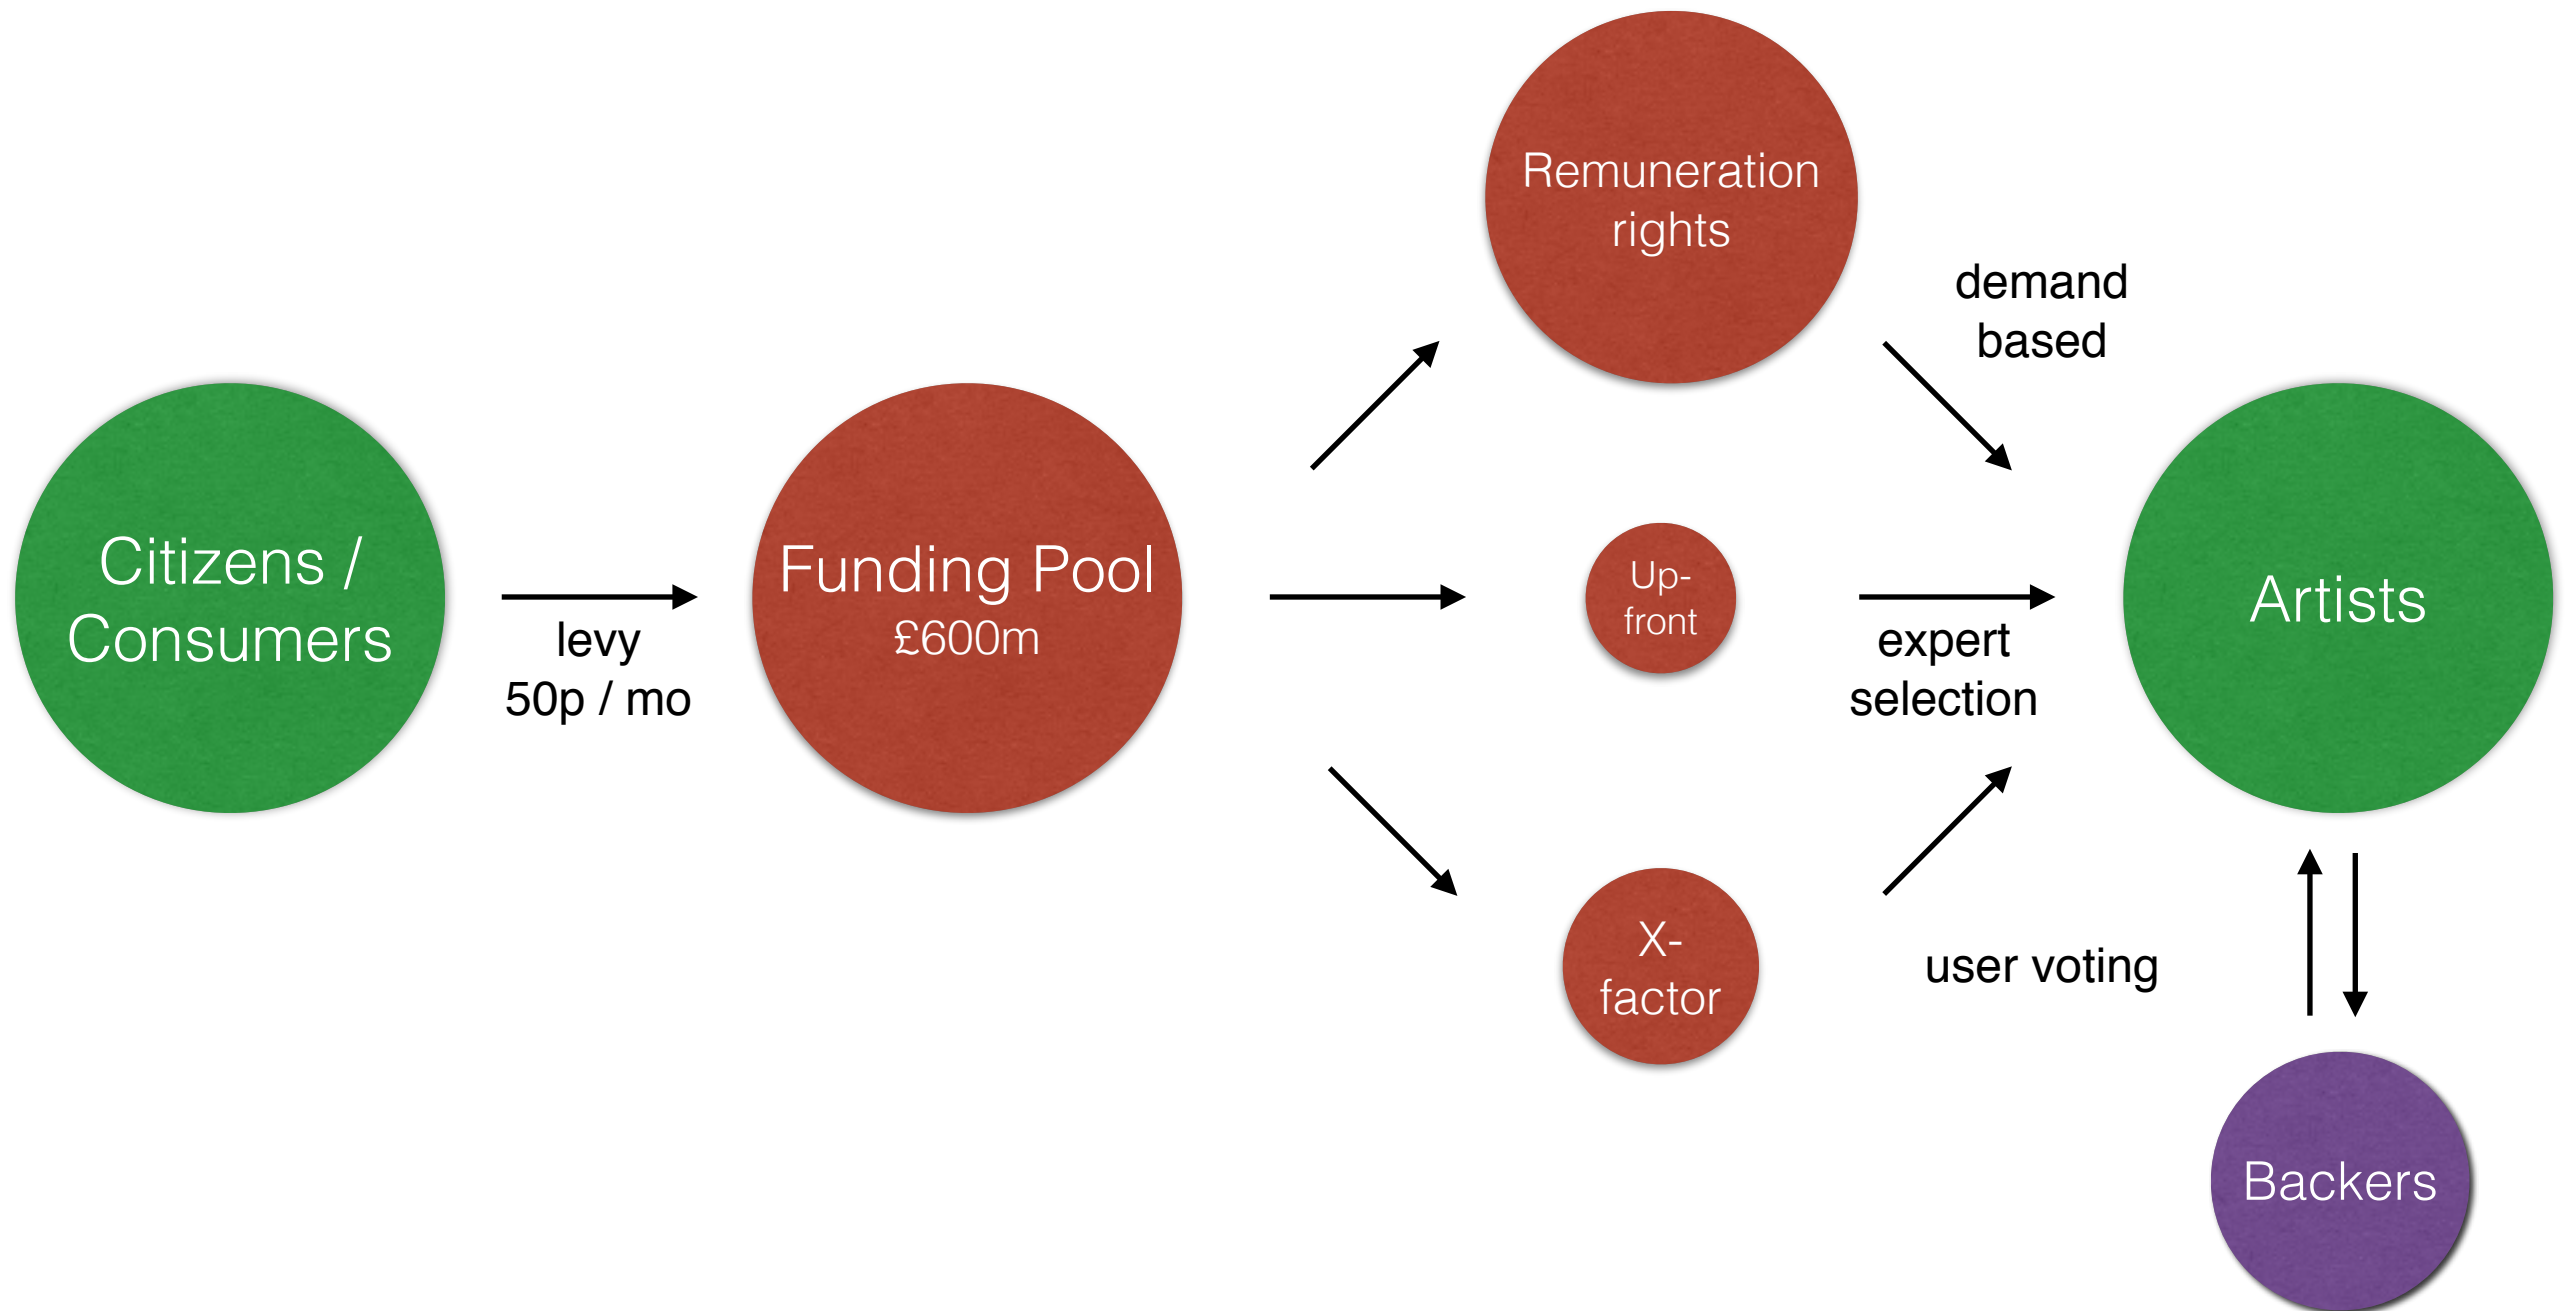 Citizens /
Consumers
levy
50p / mo
Funding Pool
£600m
Remuneration
rights
demand
based
Up-
front
expert
selection
X-
factor
user voting
Artists
Backers